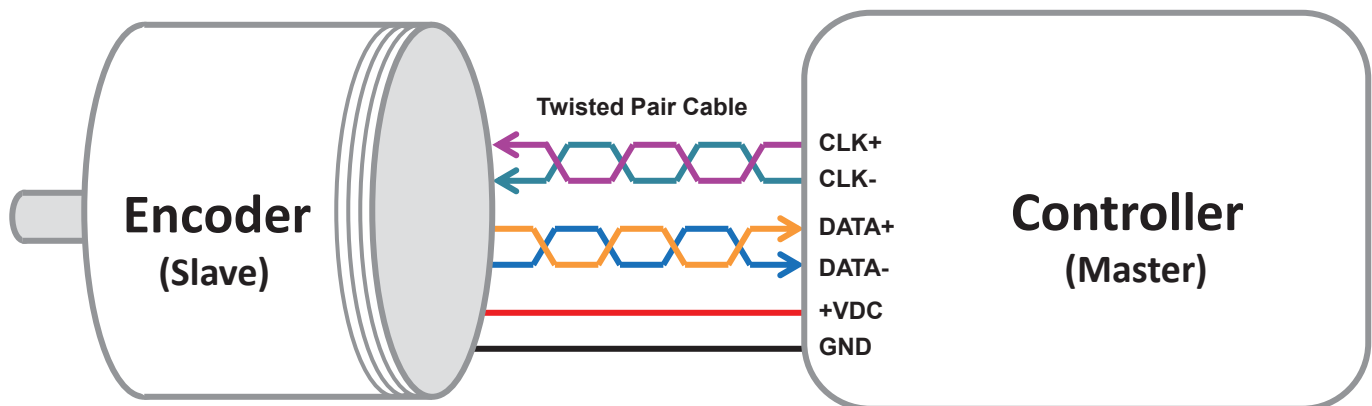 Twisted Pair Cable
Encoder
(Slave)
CLK+
CLK-
DATA+
DATA-
+VDC
GND
Controller
(Master)